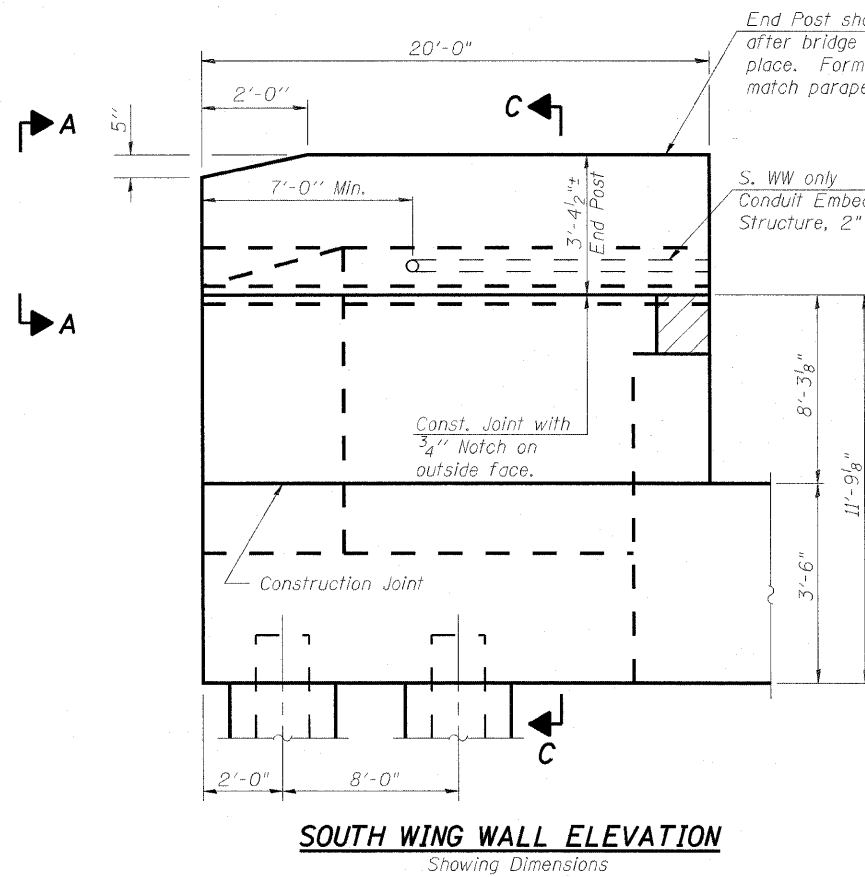 End Post sho
after bridge
place. Form
match parape
20'-0"
2'-0"
5"
A
C
7'-0" Min.
3'-4½"±
End Post
S. WW only
Conduit Embed
Structure, 2"
A
Const. Joint with
¾" Notch on
outside face.
8'-3⅛"
11'-9⅛"
3'-6"
Construction Joint
C
2'-0"
8'-0"
SOUTH WING WALL ELEVATION
Showing Dimensions